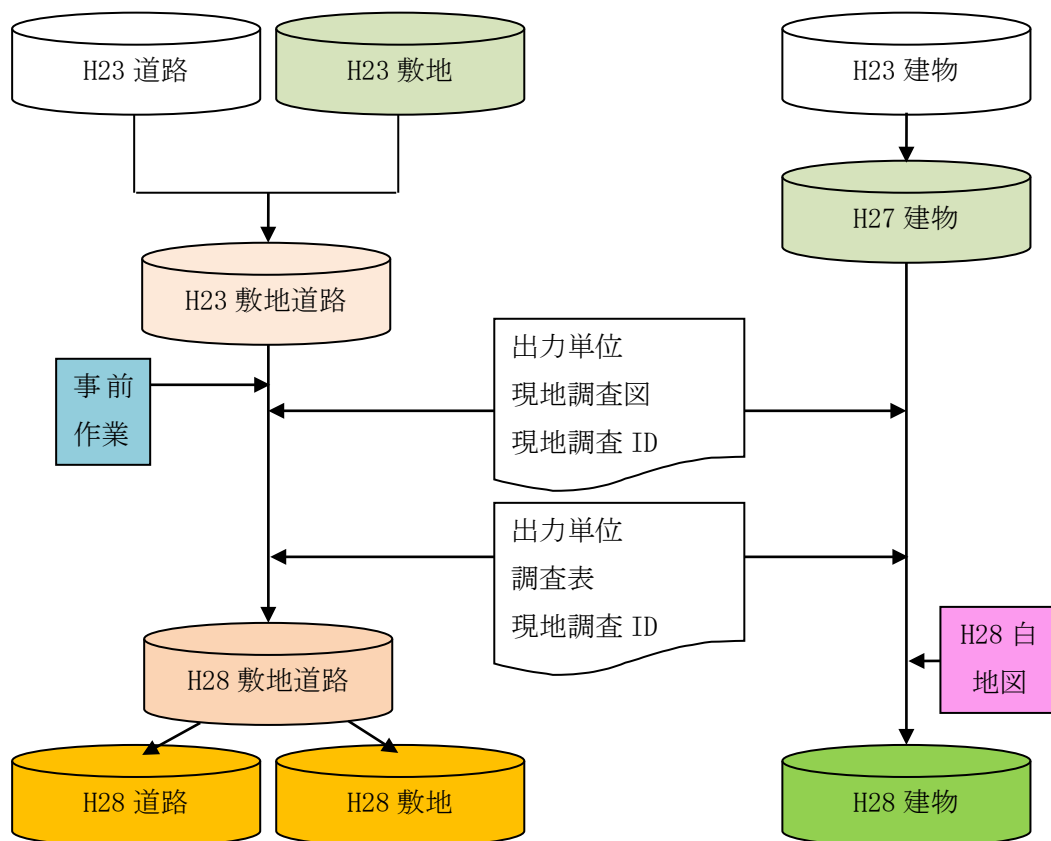 H23 道路
H23 敷地
H23 建物
H27 建物
H23 敷地道路
出力単位
現地調査図
現地調査 ID
事前
作業
出力単位
調査表
現地調査 ID
H28 白
地図
H28 敷地道路
H28 道路
H28 敷地
H28 建物